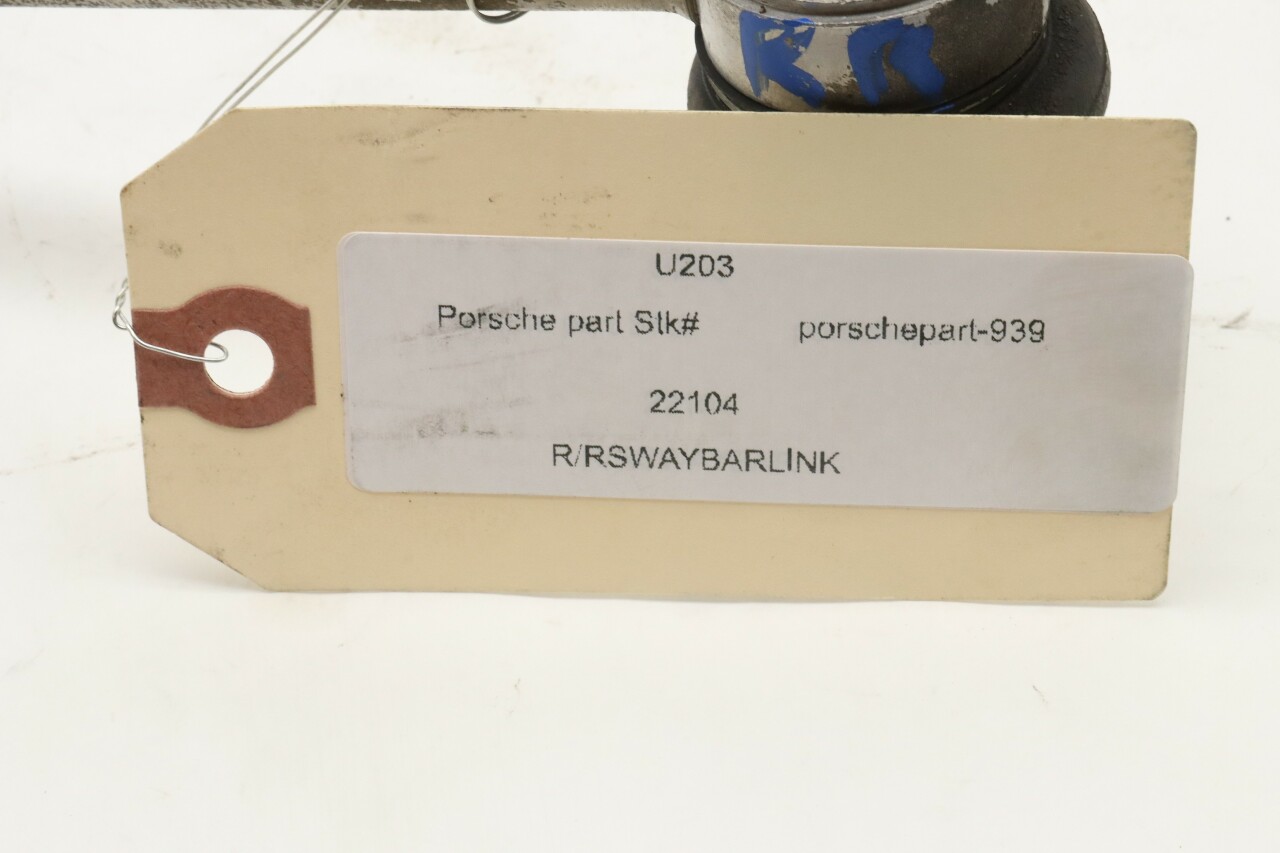 RR
U203
Porsche part Stk# porschepart-939
22104
R/RSWAYBARLINK